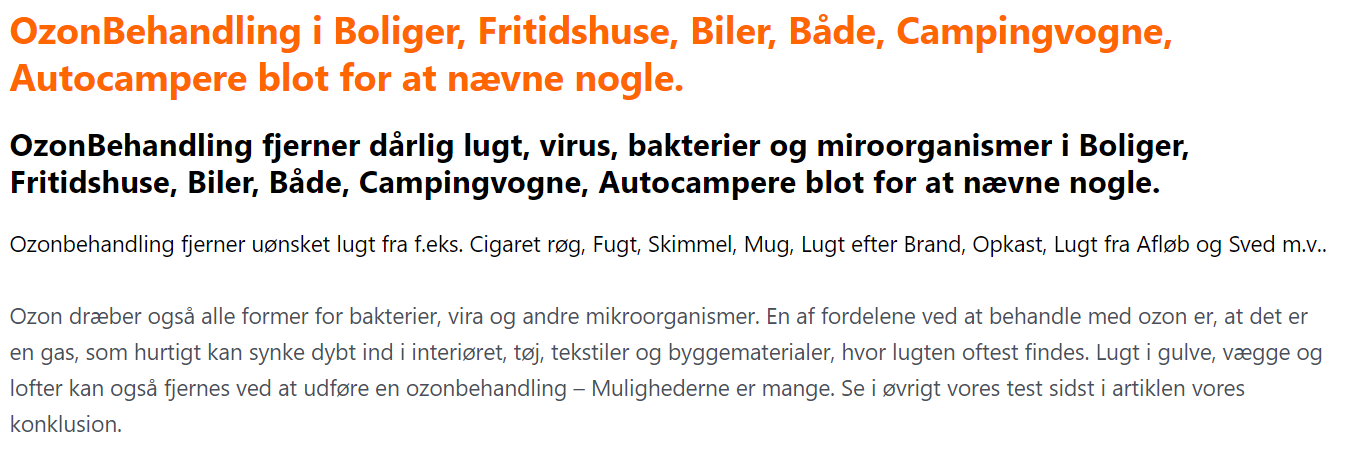 OzonBehandling i Boliger, Fritidshuse, Biler, Både, Campingvogne,
Autocampere blot for at nævne nogle.
OzonBehandling fjerner dårlig lugt, virus, bakterier og miroorganismer i Boliger,
Fritidshuse, Biler, Både, Campingvogne, Autocampere blot for at nævne nogle.
Ozonbehandling fjerner uønsket lugt fra f.eks. Cigaret røg, Fugt, Skimmel, Mug, Lugt efter Brand, Opkast, Lugt fra Afløb og Sved m.v..
Ozon dræber også alle former for bakterier, vira og andre mikroorganismer. En af fordelene ved at behandle med ozon er, at det er
en gas, som hurtigt kan synke dybt ind i interiøret, tøj, tekstiler og byggematerialer, hvor lugten oftest findes. Lugt i gulve, vægge og
lofter kan også fjernes ved at udføre en ozonbehandling – Mulighederne er mange. Se i øvrigt vores test sidst i artiklen vores
konklusion.